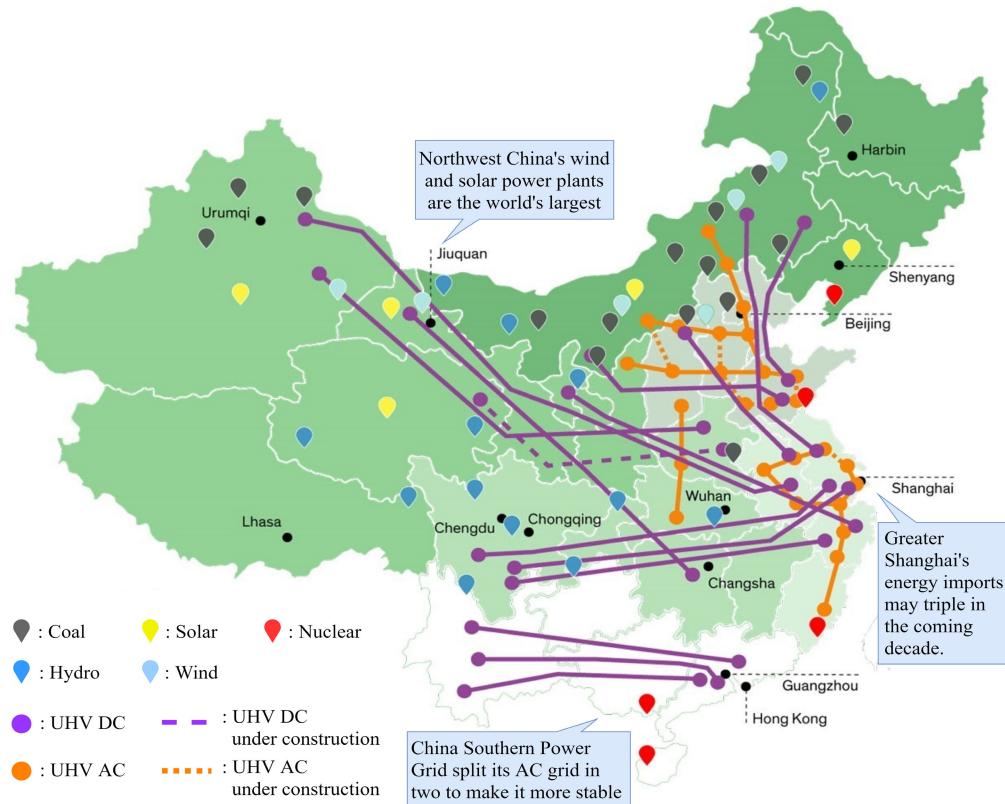 Harbin
Northwest China's wind
and solar power plants
are the world's largest
Urumqi
Jiuquan
Shenyang
Beijing
Shanghai
Wuhan
Chengdu
Chongqing
Lhasa
Changsha
Greater
Shanghai's
energy imports
may triple in
the coming
decade.
Guangzhou
Hong Kong
China Southern Power
Grid split its AC grid in
two to make it more stable
: Coal
: Solar
: Nuclear
: Hydro
: Wind
: UHV DC
: UHV DC
under construction
: UHV AC
: UHV AC
under construction